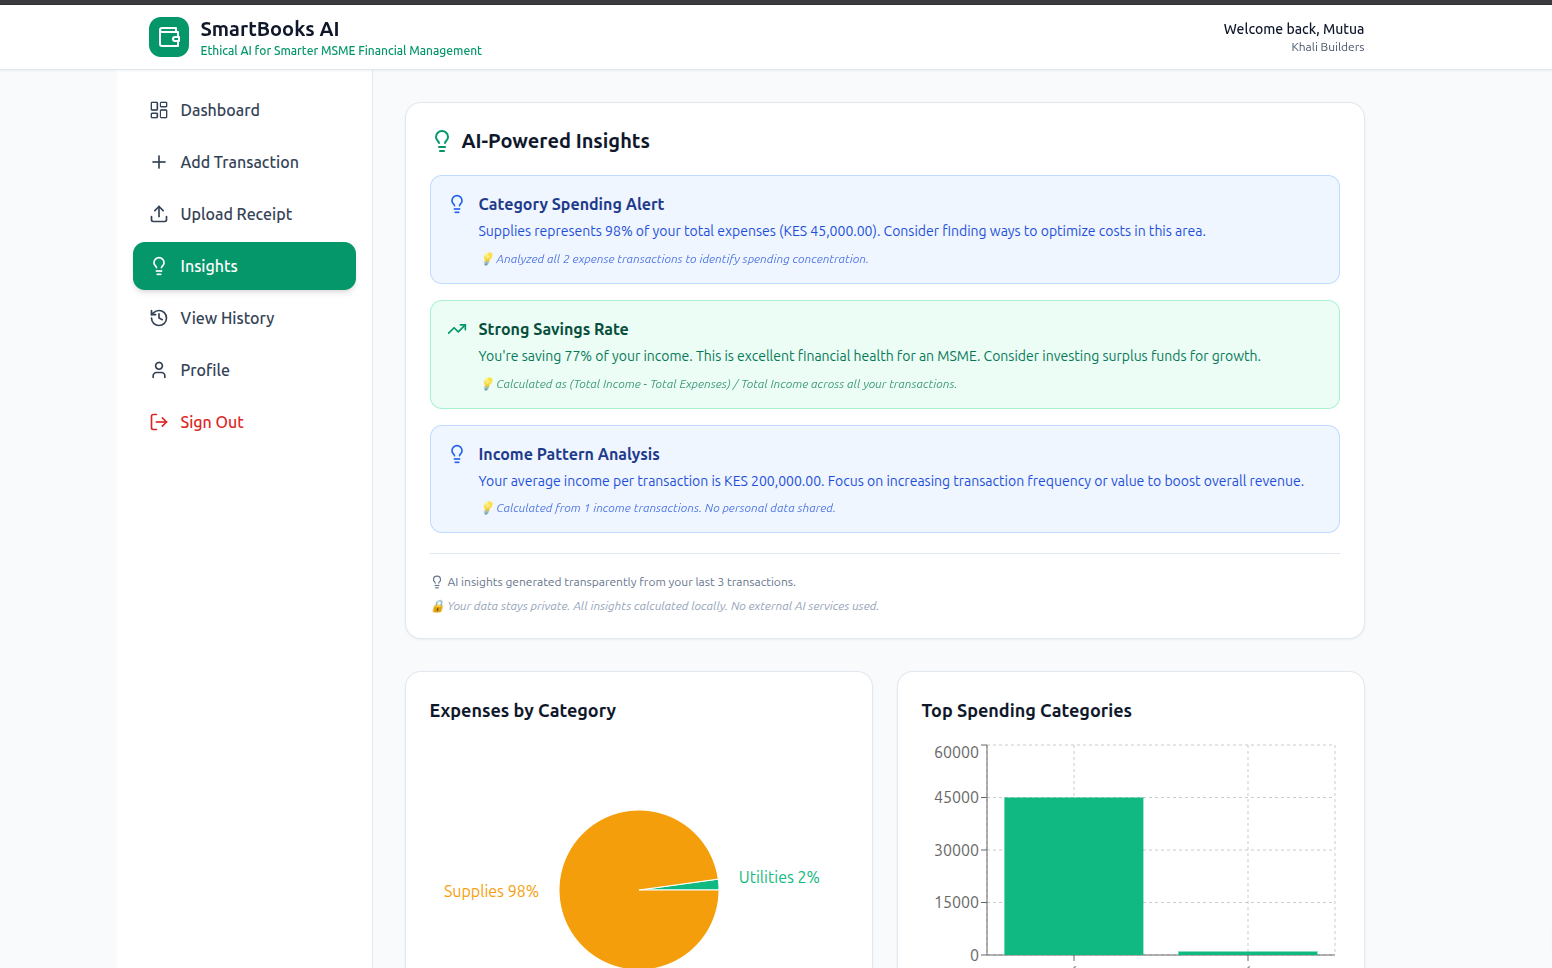 SmartBooks AI
Ethical AI for Smarter MSME Financial Management
Welcome back, Mutua
Khali Builders
Dashboard
Add Transaction
Upload Receipt
Insights
View History
Profile
Sign Out
AI-Powered Insights
Category Spending Alert
Supplies represents 98% of your total expenses (KES 45,000.00). Consider finding ways to optimize costs in this area.
💡 Analyzed all 2 expense transactions to identify spending concentration.
Strong Savings Rate
You're saving 77% of your income. This is excellent financial health for an MSME. Consider investing surplus funds for growth.
💡 Calculated as (Total Income - Total Expenses) / Total Income across all your transactions.
Income Pattern Analysis
Your average income per transaction is KES 200,000.00. Focus on increasing transaction frequency or value to boost overall revenue.
💡 Calculated from 1 income transactions. No personal data shared.
AI insights generated transparently from your last 3 transactions.
🔒 Your data stays private. All insights calculated locally. No external AI services used.
Expenses by Category
Supplies 98%
Utilities 2%
Top Spending Categories
60000
45000
30000
15000
0